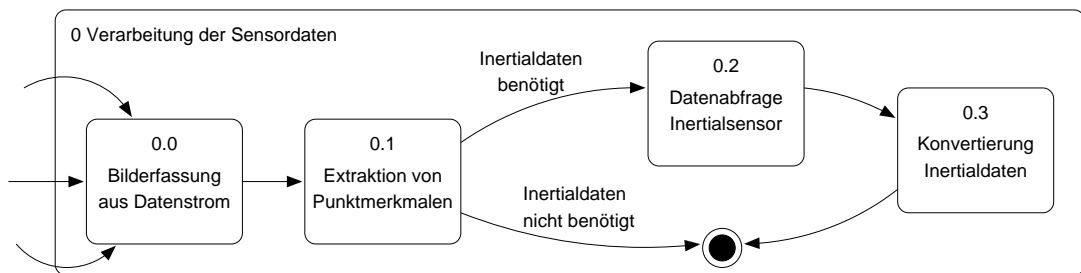 0 Verarbeitung der Sensordaten
0.0
Bilderfassung
aus Datenstrom
0.1
Extraktion von
Punktmerkmalen
Inertialdaten
benötigt
Inertialdaten
nicht benötigt
0.2
Datenabfrage
Inertialsensor
0.3
Konvertierung
Inertialdaten